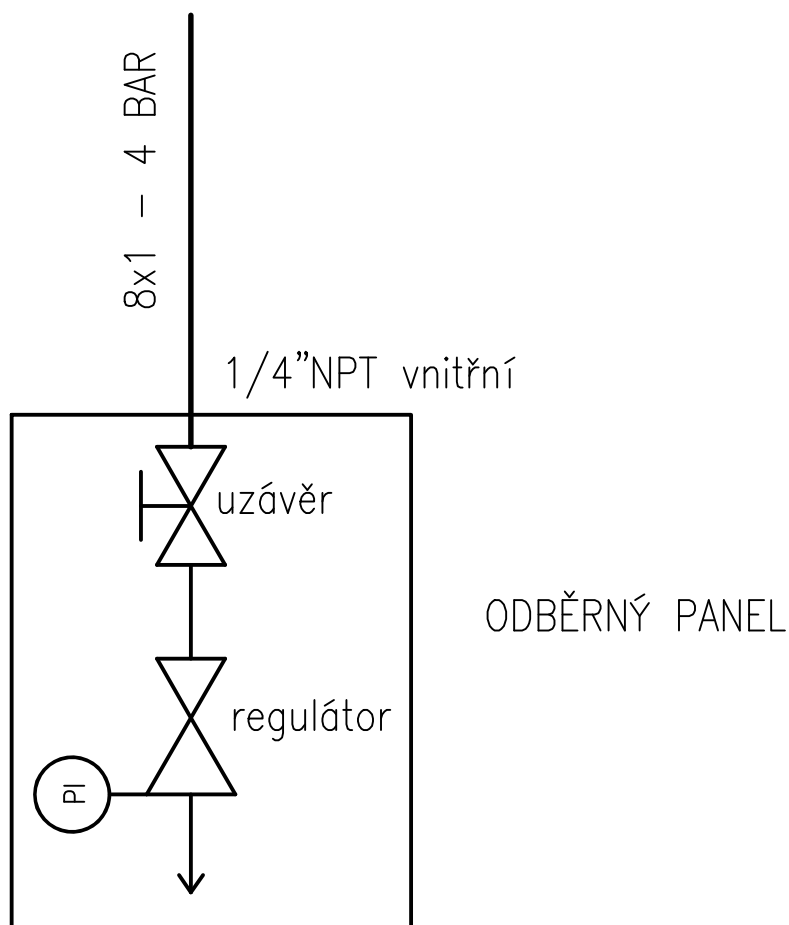 8x1 – 4 BAR
1/4”NPT vnitřní
uzávěr
ODBĚRNÝ PANEL
regulátor
PI